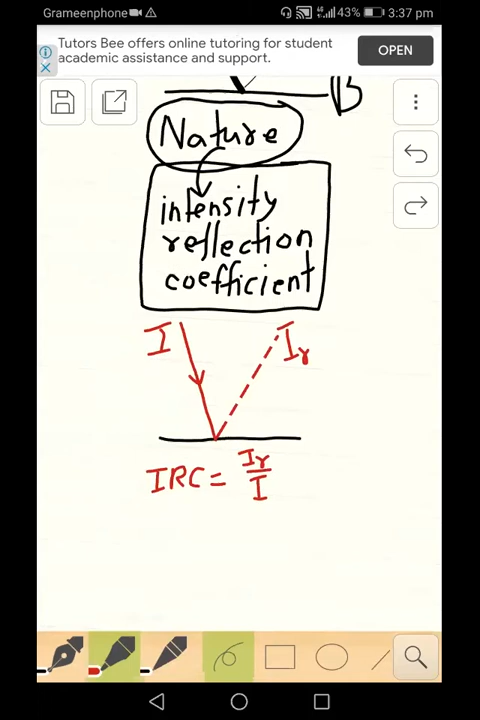 Grameenphone
43% 3:37 pm
Tutors Bee offers online tutoring for student
academic assistance and support.
OPEN
B
Nature
intensity
reflection
coefficient
I Ir
IRC = Ir/I